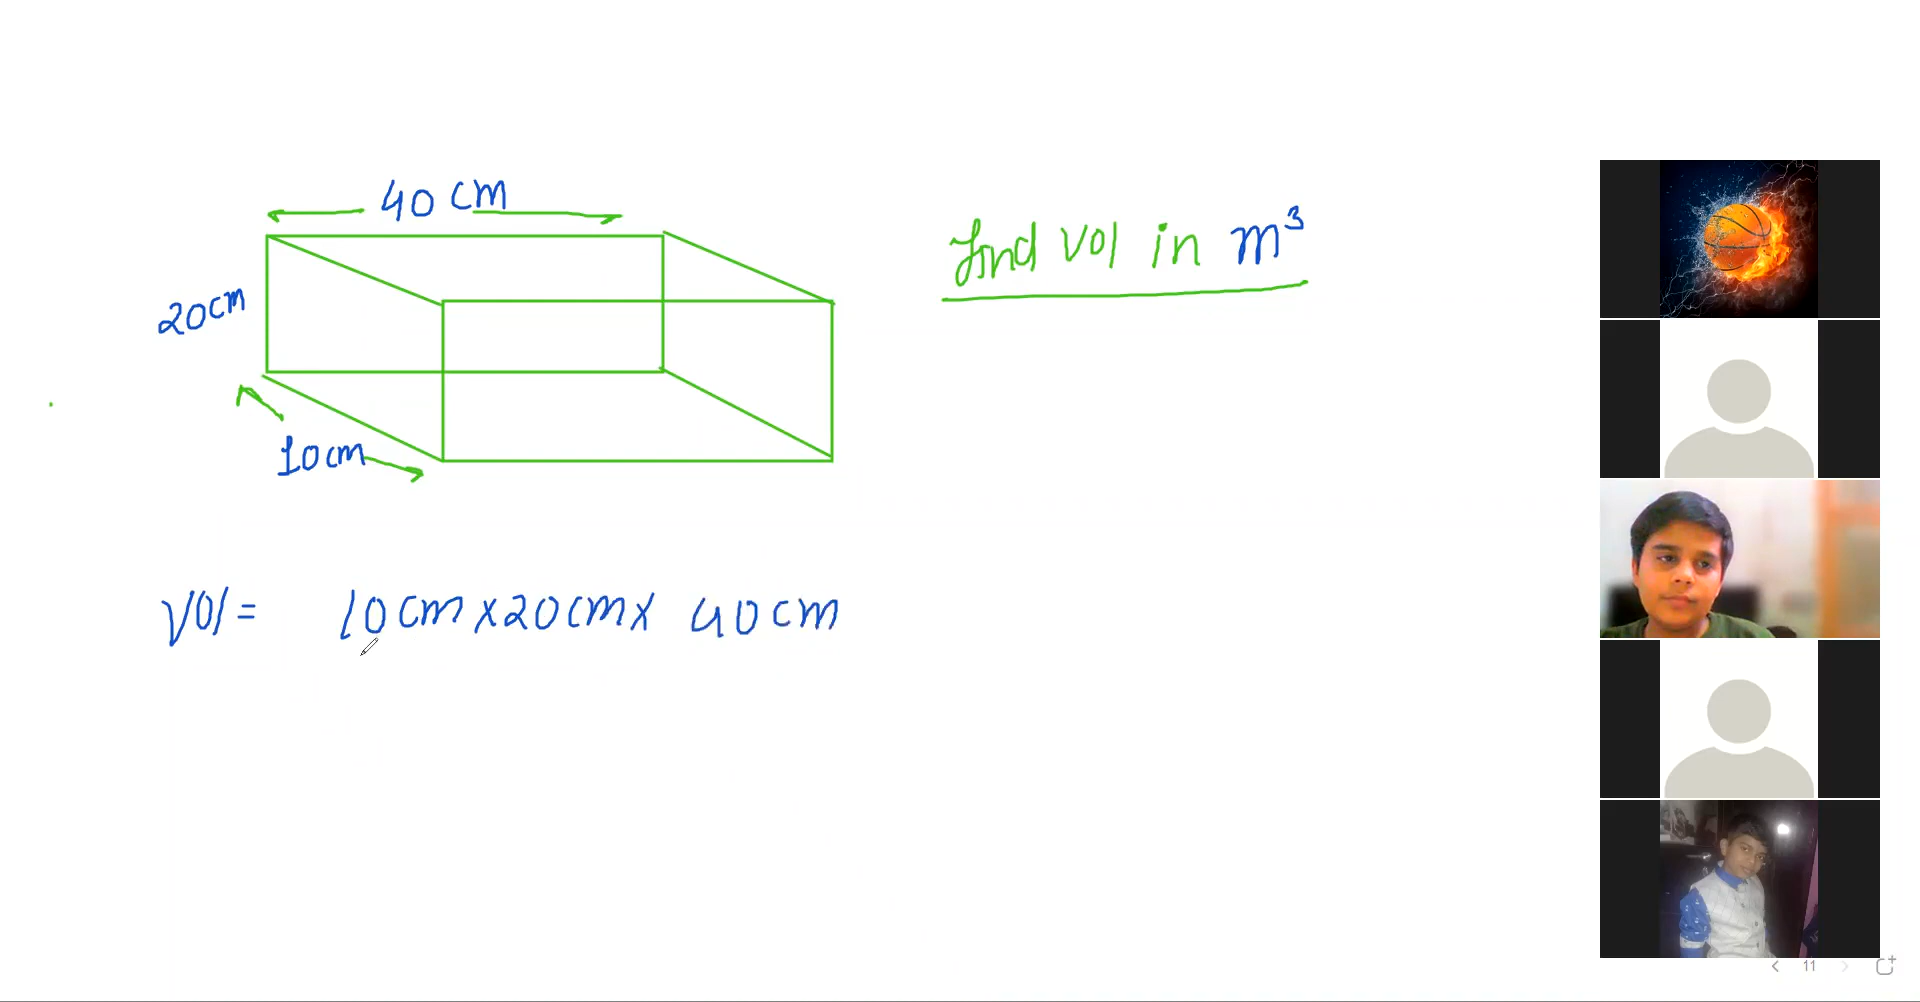 40 cm
find vol in m³
20cm
10cm
Vol = 10 cm x 20 cm x 40 cm
11